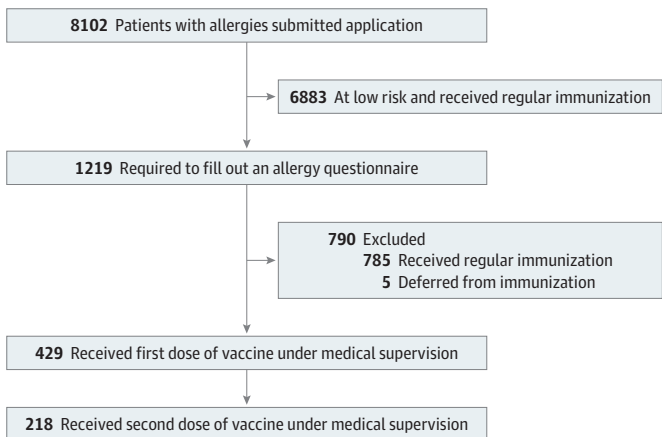 8102 Patients with allergies submitted application
6883 At low risk and received regular immunization
1219 Required to fill out an allergy questionnaire
790 Excluded
785 Received regular immunization
5 Deferred from immunization
429 Received first dose of vaccine under medical supervision
218 Received second dose of vaccine under medical supervision